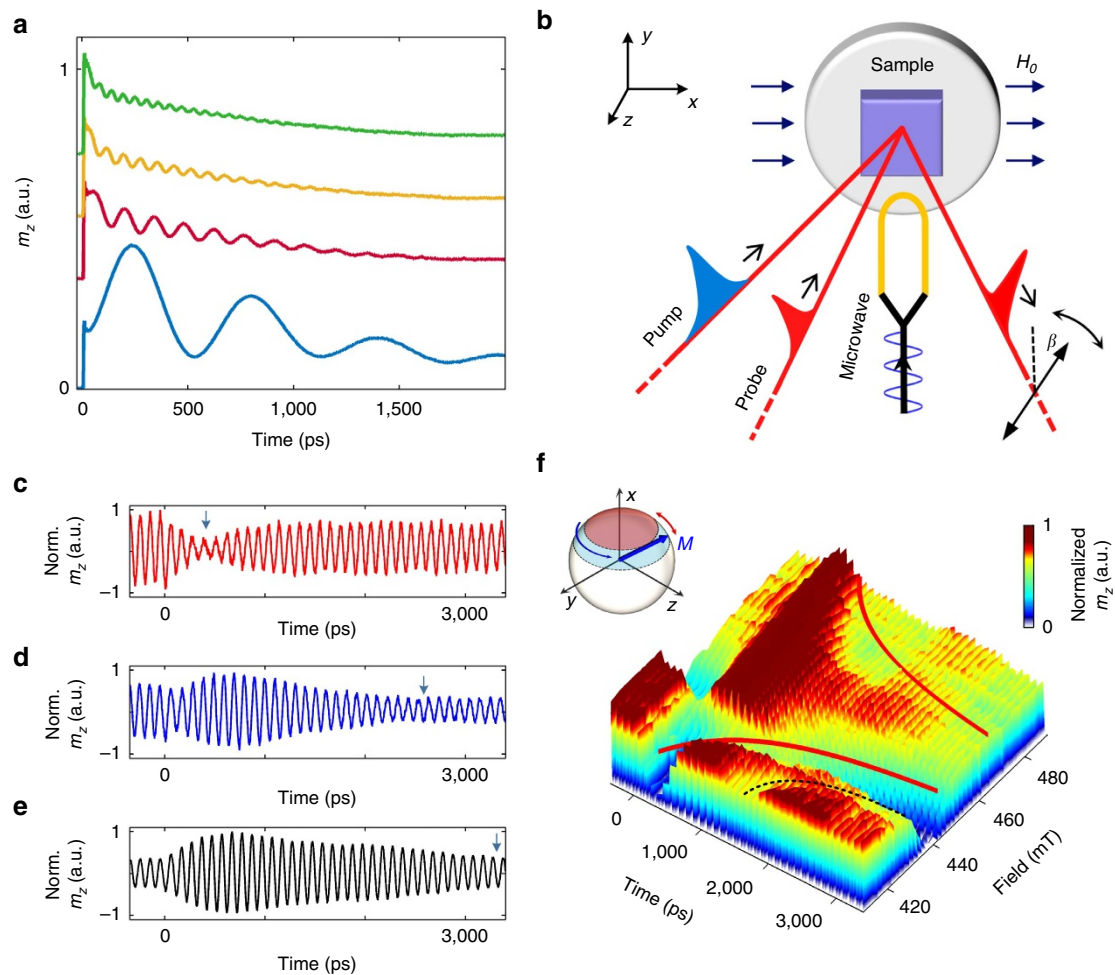 a
1
0
m_z (a.u.)
0
500
1,000
1,500
Time (ps)
b
y
x
z
Sample
H_0
Pump
Probe
Microwave
β
c
Norm.
m_z (a.u.)
1
−1
0
3,000
Time (ps)
d
Norm.
m_z (a.u.)
1
−1
0
3,000
Time (ps)
e
Norm.
m_z (a.u.)
1
−1
0
3,000
Time (ps)
f
x
M
y
z
1
0
Normalized
m_z (a.u.)
0
1,000
2,000
3,000
Time (ps)
420
440
460
480
Field (mT)